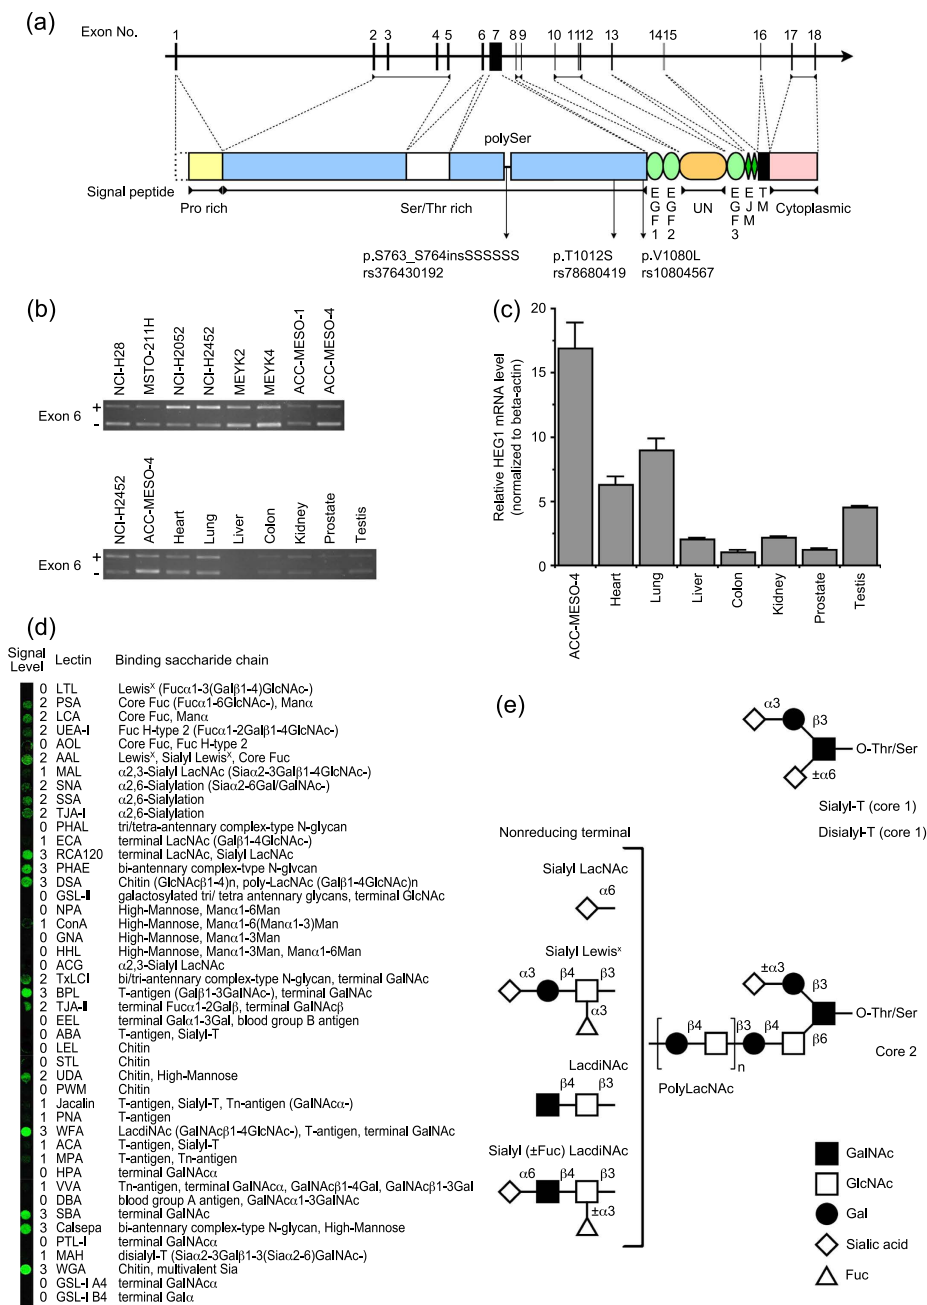 (a)
Exon No.
1 2 3 4 5 6 7 8 9 10 11 12 13 14 15 16 17 18
polySer
Signal peptide
Pro rich
Ser/Thr rich
EGF1
EGF2
UN
EGF3
EJM
TM
Cytoplasmic
p.S763_S764insSSSSSS
rs376430192
p.T1012S
rs78680419
p.V1080L
rs10804567
(b)
NCI-H28
MSTO-211H
NCI-H2052
NCI-H2452
MEYK2
MEYK4
ACC-MESO-1
ACC-MESO-4
Exon 6
+
-
NCI-H2452
ACC-MESO-4
Heart
Lung
Liver
Colon
Kidney
Prostate
Testis
Exon 6
+
-
(c)
Relative HEG1 mRNA level
(normalized to beta-actin)
20
15
10
5
0
ACC-MESO-4
Heart
Lung
Liver
Colon
Kidney
Prostate
Testis
(d)
Signal Level Lectin Binding saccharide chain
0 LTL Lewisˣ (Fucα1-3(Galβ1-4)GlcNAc-)
2 PSA Core Fuc (Fucα1-6GlcNAc-), Manα
2 LCA Core Fuc, Manα
2 UEA-I Fuc H-type 2 (Fucα1-2Galβ1-4GlcNAc-)
0 AOL Core Fuc, Fuc H-type 2
2 AAL Lewisˣ, Sialyl Lewisˣ, Core Fuc
1 MAL α2,3-Sialyl LacNAc (Siaα2-3Galβ1-4GlcNAc-)
2 SNA α2,6-Sialylation (Siaα2-6Gal/GalNAc-)
2 SSA α2,6-Sialylation
2 TJA-I α2,6-Sialylation
0 PHAL tri/tetra-antennary complex-type N-glycan
1 ECA terminal LacNAc (Galβ1-4GlcNAc-)
3 RCA120 terminal LacNAc, Sialyl LacNAc
3 PHAE bi-antennary complex-type N-glycan
3 DSA Chitin (GlcNAcβ1-4)n, poly-LacNAc (Galβ1-4GlcNAc)n
0 GSL-II galactosylated tri/ tetra antennary glycans, terminal GlcNAc
0 NPA High-Mannose, Manα1-6Man
1 ConA High-Mannose, Manα1-6(Manα1-3)Man
0 GNA High-Mannose, Manα1-3Man
0 HHL High-Mannose, Manα1-3Man, Manα1-6Man
0 ACG α2,3-Sialyl LacNAc
2 TxLCI bi/tri-antennary complex-type N-glycan, terminal GalNAc
3 BPL T-antigen (Galβ1-3GalNAc-), terminal GalNAc
2 TJA-II terminal Fucα1-2Galβ, terminal GalNAcβ
0 EEL terminal Galα1-3Gal, blood group B antigen
0 ABA T-antigen, Sialyl-T
0 LEL Chitin
0 STL Chitin
2 UDA Chitin, High-Mannose
0 PWM Chitin
1 Jacalin T-antigen, Sialyl-T, Tn-antigen (GalNAcα-)
1 PNA T-antigen
3 WFA LacdiNAc (GalNAcβ1-4GlcNAc-), T-antigen, terminal GalNAc
1 ACA T-antigen, Sialyl-T
1 MPA T-antigen, Tn-antigen
0 HPA terminal GalNAcα
1 VVA Tn-antigen, terminal GalNAcα, GalNAcβ1-4Gal, GalNAcβ1-3Gal
0 DBA blood group A antigen, GalNAcα1-3GalNAc
3 SBA terminal GalNAc
3 Calsepa bi-antennary complex-type N-glycan, High-Mannose
0 PTL-I terminal GalNAcα
1 MAH disialyl-T (Siaα2-3Galβ1-3(Siaα2-6)GalNAc-)
3 WGA Chitin, multivalent Sia
0 GSL-I A4 terminal GalNAcα
0 GSL-I B4 terminal Galα
(e)
α3
β3
O-Thr/Ser
±α6
Sialyl-T (core 1)
Disialyl-T (core 1)
Nonreducing terminal
Sialyl LacNAc
α6
Sialyl Lewisˣ
α3 β4 β3
α3
LacdiNAc
β4 β3
Sialyl (±Fuc) LacdiNAc
α6 β4 β3
±α3
±α3
β3
O-Thr/Ser
β4 β3 β4 β6
n
PolyLacNAc
Core 2
GalNAc
GlcNAc
Gal
Sialic acid
Fuc